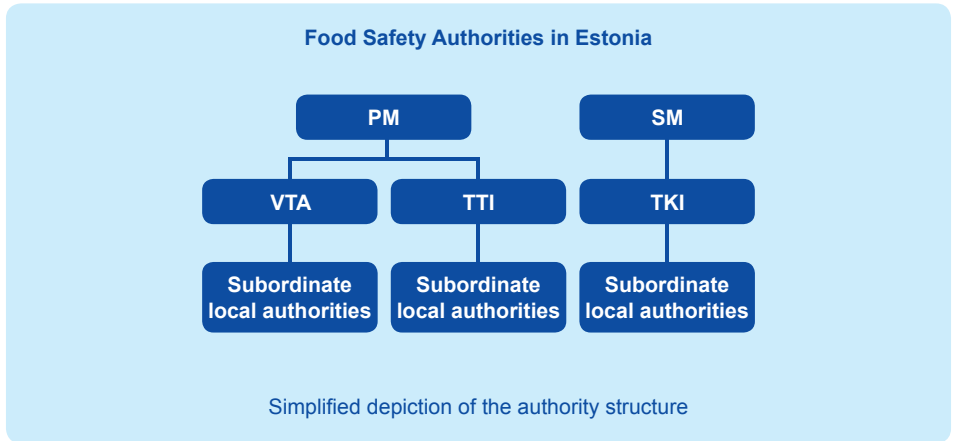 Food Safety Authorities in Estonia
PM
SM
VTA
TTI
TKI
Subordinate
local authorities
Subordinate
local authorities
Subordinate
local authorities
Simplified depiction of the authority structure